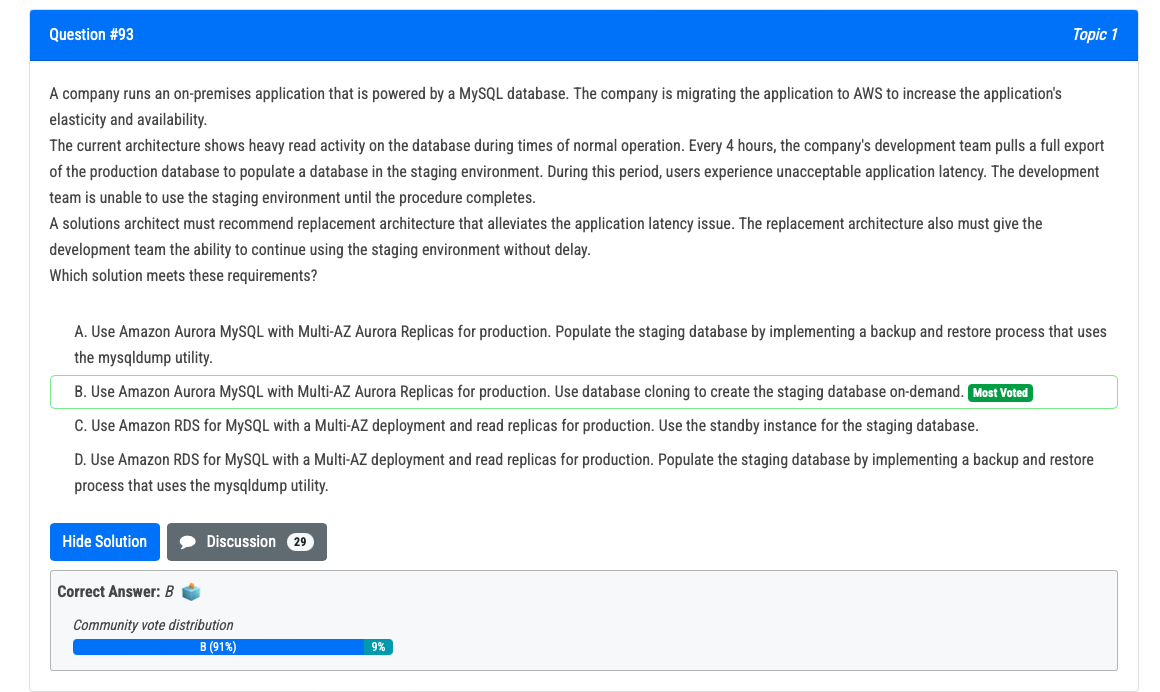 Question #93
Topic 1
A company runs an on-premises application that is powered by a MySQL database. The company is migrating the application to AWS to increase the application's
elasticity and availability.
The current architecture shows heavy read activity on the database during times of normal operation. Every 4 hours, the company's development team pulls a full export
of the production database to populate a database in the staging environment. During this period, users experience unacceptable application latency. The development
team is unable to use the staging environment until the procedure completes.
A solutions architect must recommend replacement architecture that alleviates the application latency issue. The replacement architecture also must give the
development team the ability to continue using the staging environment without delay.
Which solution meets these requirements?
A. Use Amazon Aurora MySQL with Multi-AZ Aurora Replicas for production. Populate the staging database by implementing a backup and restore process that uses
the mysqldump utility.
B. Use Amazon Aurora MySQL with Multi-AZ Aurora Replicas for production. Use database cloning to create the staging database on-demand. Most Voted
C. Use Amazon RDS for MySQL with a Multi-AZ deployment and read replicas for production. Use the standby instance for the staging database.
D. Use Amazon RDS for MySQL with a Multi-AZ deployment and read replicas for production. Populate the staging database by implementing a backup and restore
process that uses the mysqldump utility.
Hide Solution
Discussion 29
Correct Answer: B
Community vote distribution
B (91%) 9%